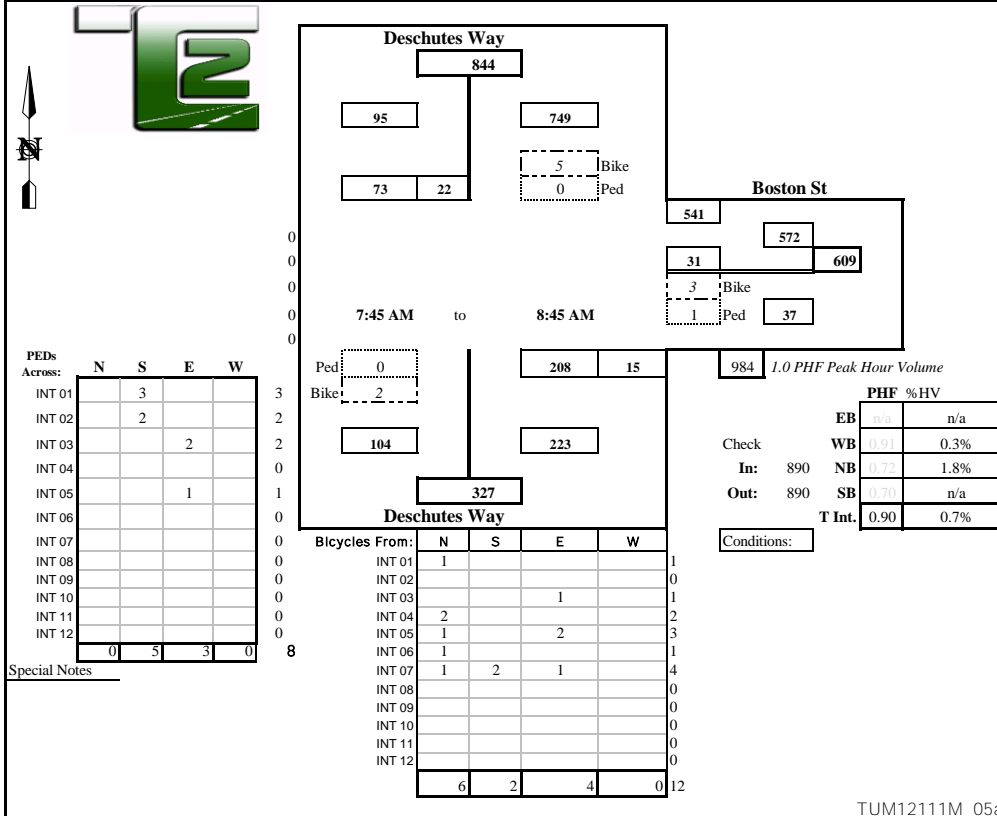 TC2
N
Deschutes Way
844
95 749
5 Bike
73 22 0 Ped
Boston St
541
0 572
0 31 609
0 3 Bike
0 7:45 AM to 8:45 AM 1 Ped 37
0
Ped 0 208 15 984 1.0 PHF Peak Hour Volume
Bike 2
104 223
327
Deschutes Way
PHF %HV
EB n/a n/a
Check WB 0.91 0.3%
In: 890 NB 0.72 1.8%
Out: 890 SB 0.70 n/a
T Int. 0.90 0.7%
Conditions:
PEDs
Across: N S E W
INT 01 3 3
INT 02 2 2
INT 03 2 2
INT 04 0
INT 05 1 1
INT 06 0
INT 07 0
INT 08 0
INT 09 0
INT 10 0
INT 11 0
INT 12 0
0 5 3 0 8
Special Notes
Bicycles From: N S E W
INT 01 1 1
INT 02 0
INT 03 1 1
INT 04 2 2
INT 05 1 2 3
INT 06 1 1
INT 07 1 2 1 4
INT 08 0
INT 09 0
INT 10 0
INT 11 0
INT 12 0
6 2 4 0 12